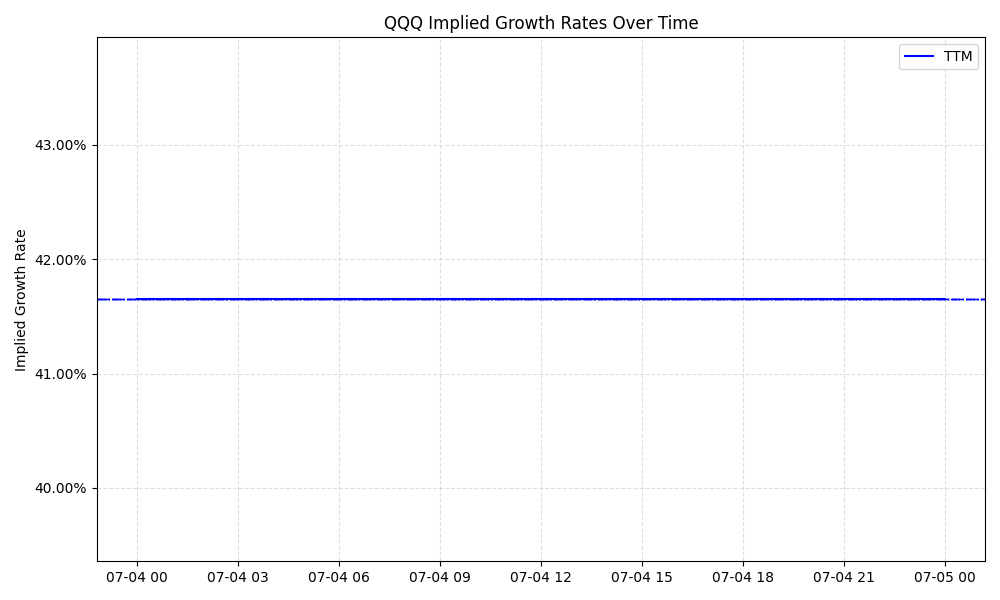 QQQ Implied Growth Rates Over Time
TTM
43.00%
42.00%
41.00%
40.00%
Implied Growth Rate
07-04 00 07-04 03 07-04 06 07-04 09 07-04 12 07-04 15 07-04 18 07-04 21 07-05 00